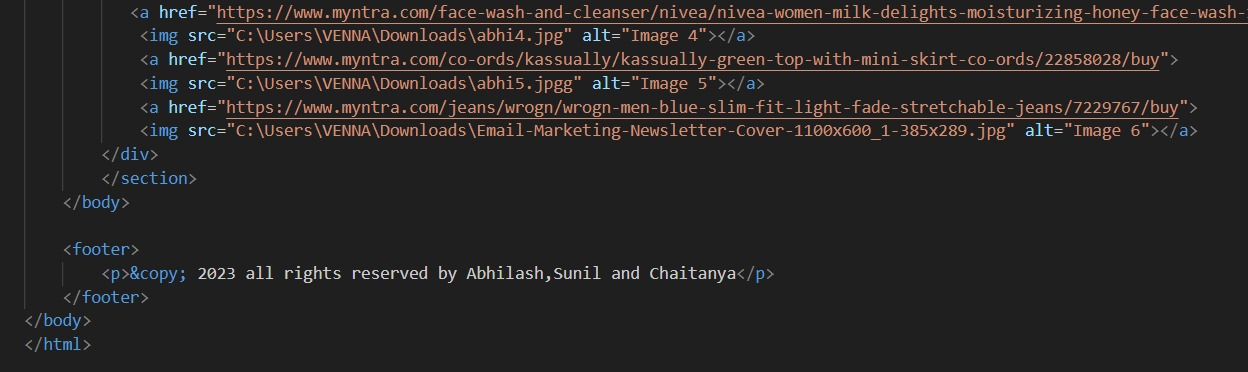 <a href="https://www.myntra.com/face-wash-and-cleanser/nivea/nivea-women-milk-delights-moisturizing-honey-face-wash-
<img src="C:\Users\VENNA\Downloads\abhi4.jpg" alt="Image 4"></a>
<a href="https://www.myntra.com/co-ords/kassually/kassually-green-top-with-mini-skirt-co-ords/22858028/buy">
<img src="C:\Users\VENNA\Downloads\abhi5.jpgg" alt="Image 5"></a>
<a href="https://www.myntra.com/jeans/wrogn/wrogn-men-blue-slim-fit-light-fade-stretchable-jeans/7229767/buy">
<img src="C:\Users\VENNA\Downloads\Email-Marketing-Newsletter-Cover-1100x600_1-385x289.jpg" alt="Image 6"></a>
</div>
</section>
</body>
<footer>
<p>&copy; 2023 all rights reserved by Abhilash,Sunil and Chaitanya</p>
</footer>
</body>
</html>